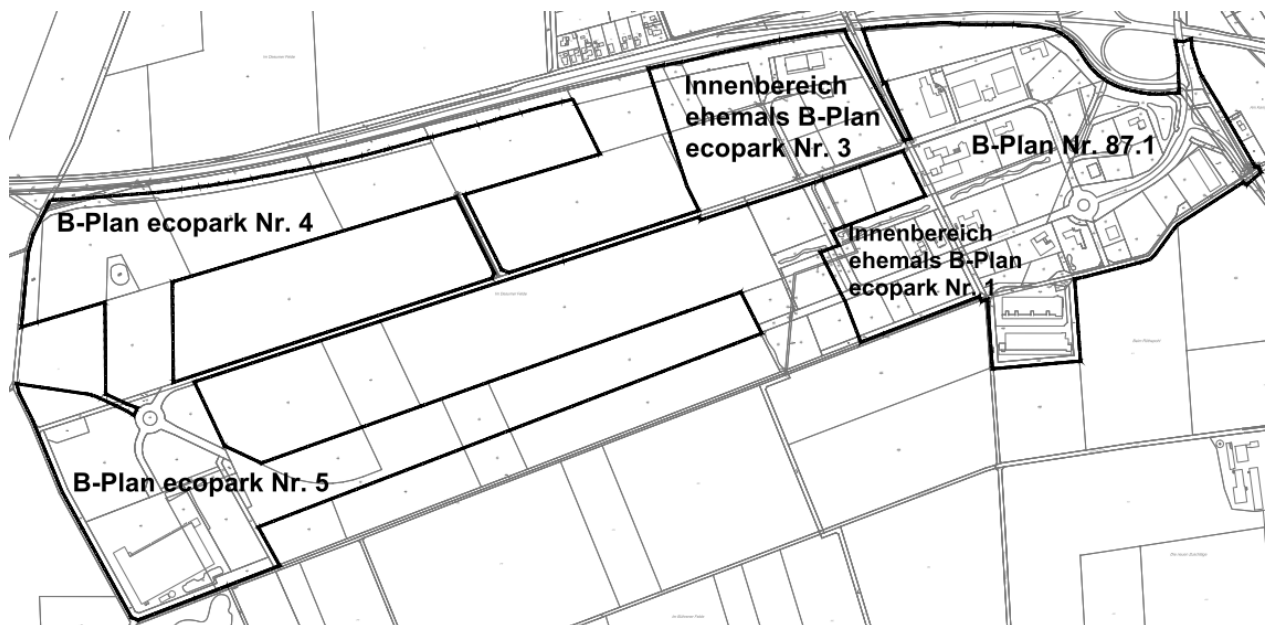 Innenbereich
ehemals B-Plan
ecopark Nr. 3
B-Plan Nr. 87.1
B-Plan ecopark Nr. 4
Innenbereich
ehemals B-Plan
ecopark Nr. 1
B-Plan ecopark Nr. 5